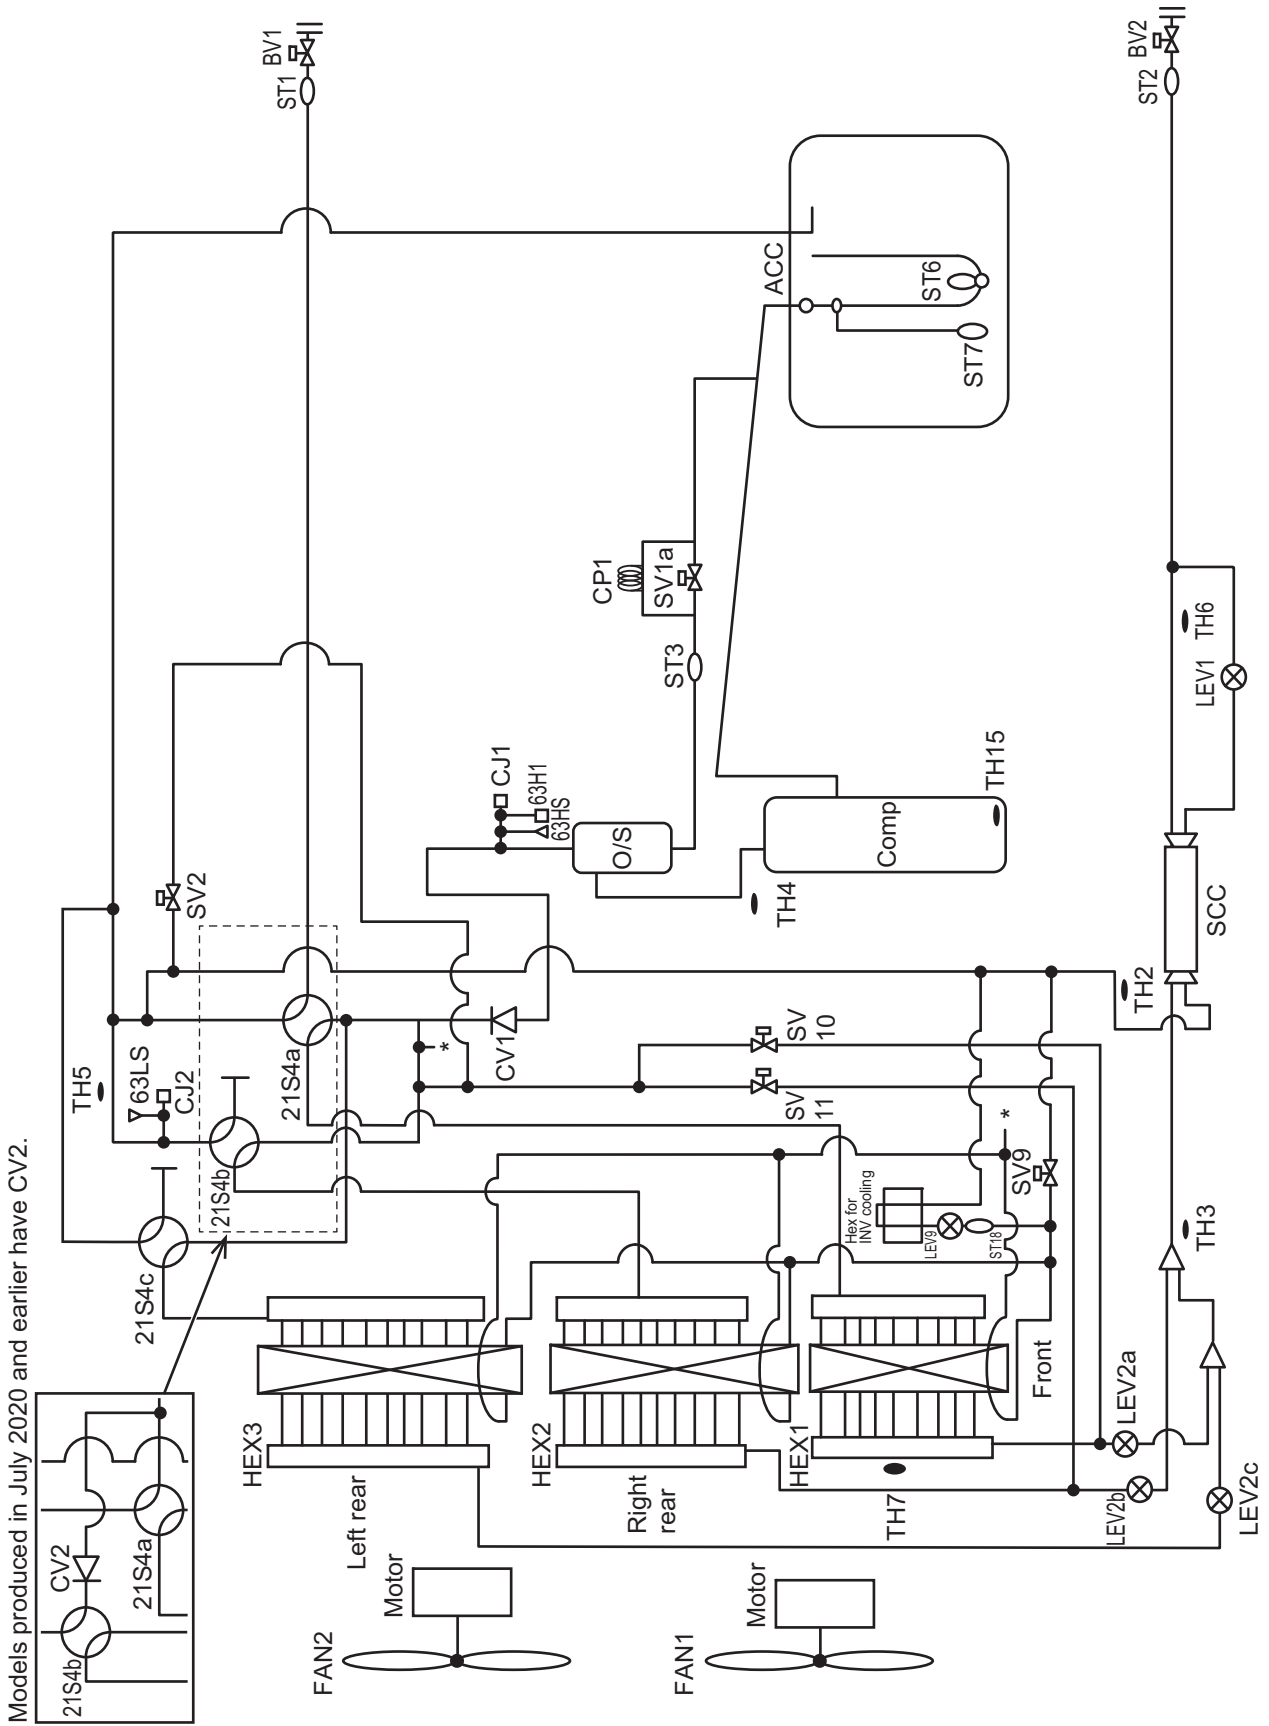 Models produced in July 2020 and earlier have CV2.
21S4b
CV2
21S4a
21S4c
TH5
63LS
CJ2
21S4b
21S4a
SV2
BV1
ST1
BV2
ST2
ACC
ST6
ST7
CP1
SV1a
ST3
CJ1
63H1
63HS
O/S
Comp
TH15
TH4
CV1
*
SV
10
SV
11
*
SV9
Hex for
INV cooling
LEV9
ST18
TH2
SCC
TH6
LEV1
TH3
HEX3
Left rear
HEX2
Right
rear
HEX1
Front
TH7
LEV2a
LEV2b
LEV2c
FAN2
Motor
FAN1
Motor